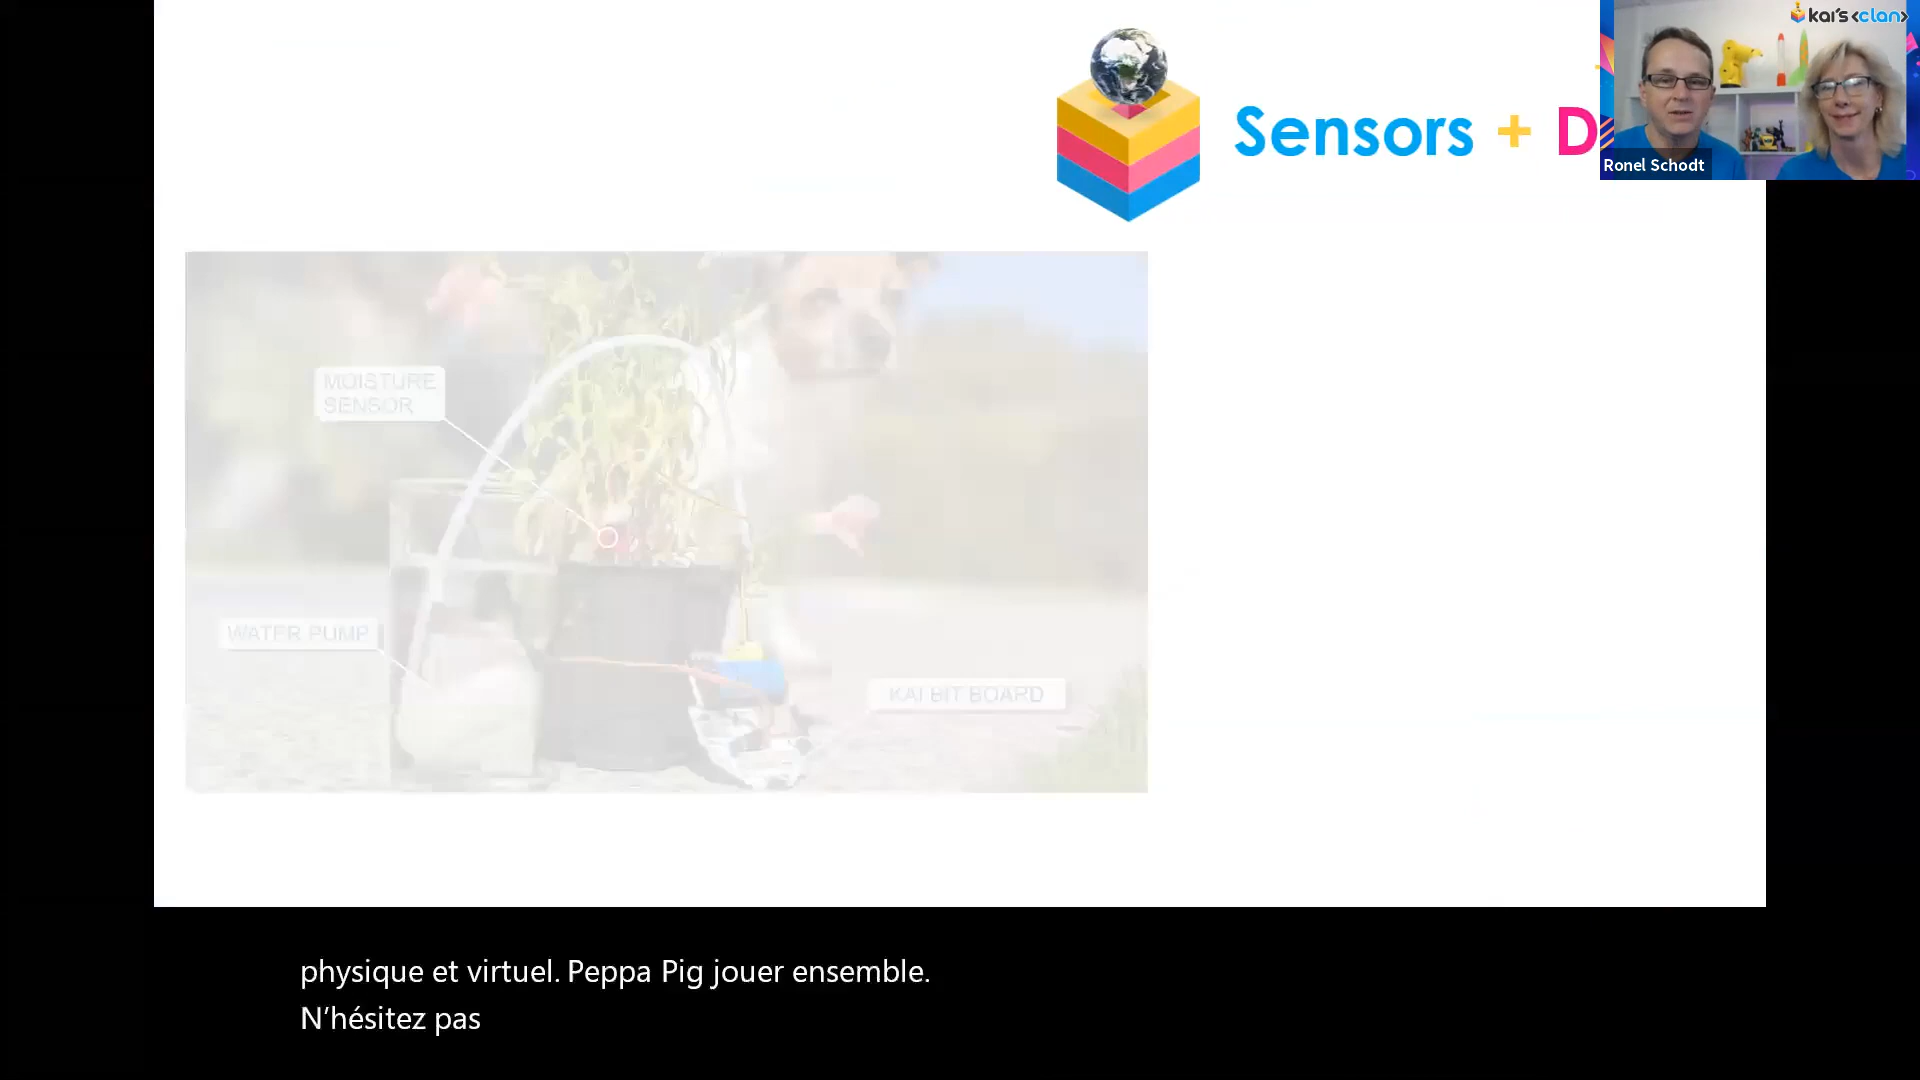 kai's <clan>
Sensors + D
Ronel Schodt
MOISTURE
SENSOR
WATER PUMP
KAI BIT BOARD
physique et virtuel. Peppa Pig jouer ensemble.
N’hésitez pas